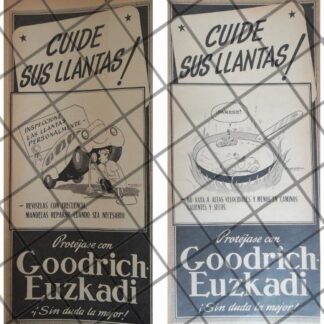 CUIDE
SUS LLANTAS!
INSPECCIONE
LAS LLANTAS
PERSONALMENTE
- REVISELAS CON FRECUENCIA.
MANDELAS REPARAR CUANDO SEA NECESARIO
Protéjase con
Goodrich-
Euzkadi
¡Sin duda la mejor!
CUIDE
SUS LLANTAS!
- NO VAYA A ALTAS VELOCIDADES Y MENOS EN CAMINOS
CALIENTES Y SECOS.
Protéjase con
Goodrich-
Euzkadi
¡Sin duda la mejor!